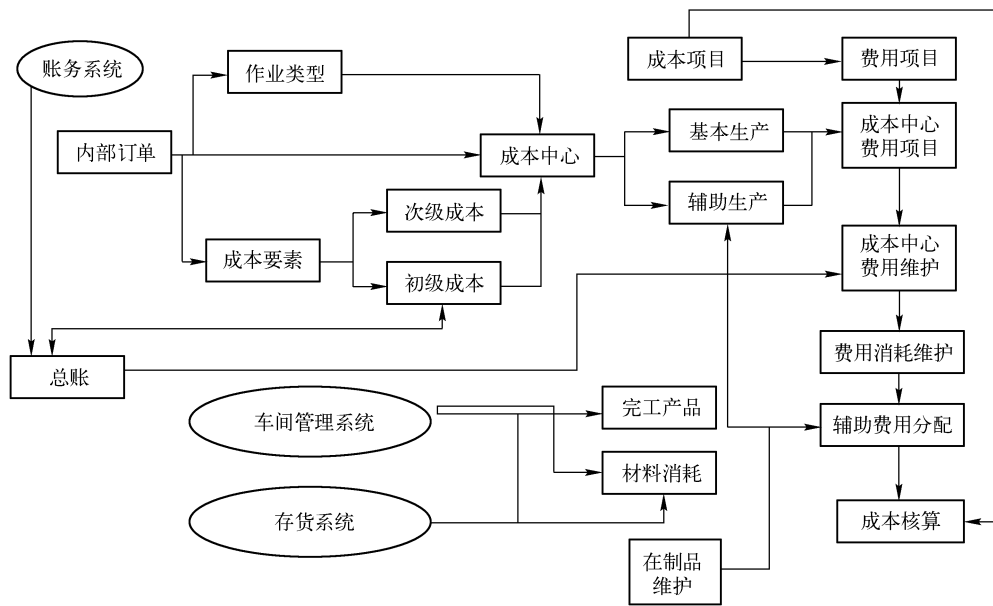 账务系统
作业类型
成本项目
费用项目
内部订单
成本中心
基本生产
成本中心
费用项目
次级成本
辅助生产
成本要素
初级成本
成本中心
费用维护
总账
费用消耗维护
车间管理系统
完工产品
辅助费用分配
材料消耗
存货系统
成本核算
在制品
维护